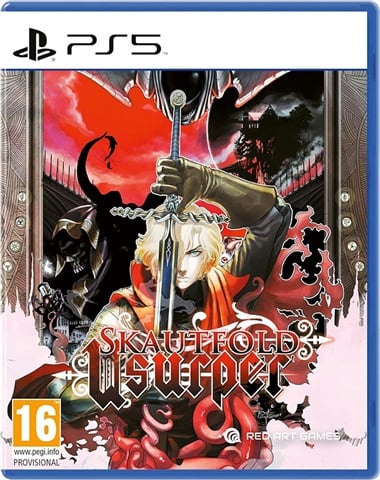 PS5
SKAUTFOLD
Usurper
16
www.pegi.info
PROVISIONAL
RED ART GAMES